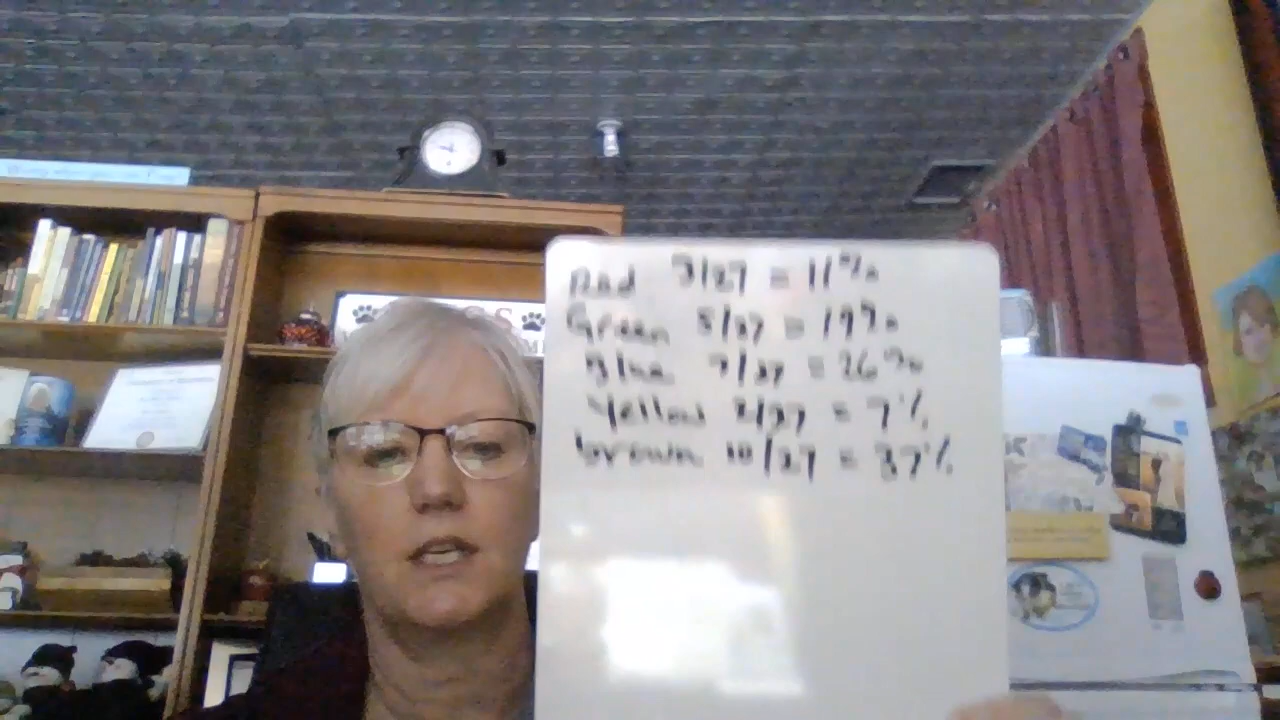 Red 3/27 = 11%
Green 5/27 = 19%
Blue 7/27 = 26%
Yellow 2/27 = 7%
brown 10/27 = 37%